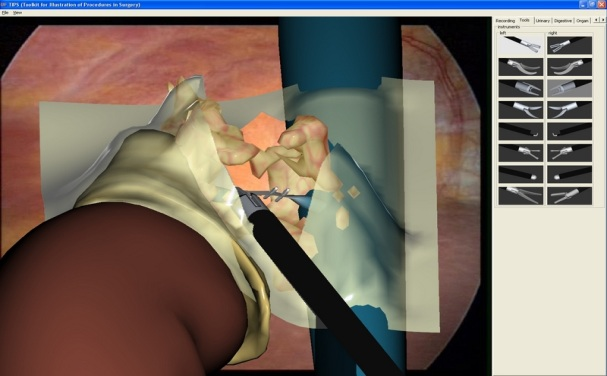 TIPS (Toolkit for Illustration of Procedures in Surgery)
File View
Recording Tools Urinary Digestive Organ
Instruments
left right